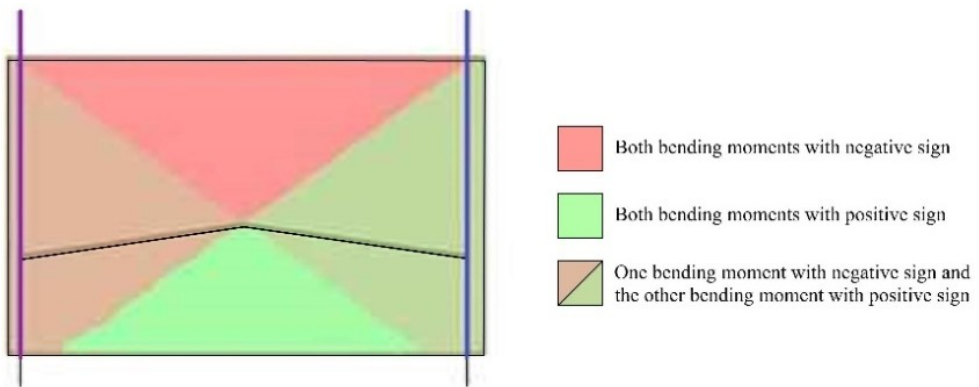 Both bending moments with negative sign
Both bending moments with positive sign
One bending moment with negative sign and
the other bending moment with positive sign